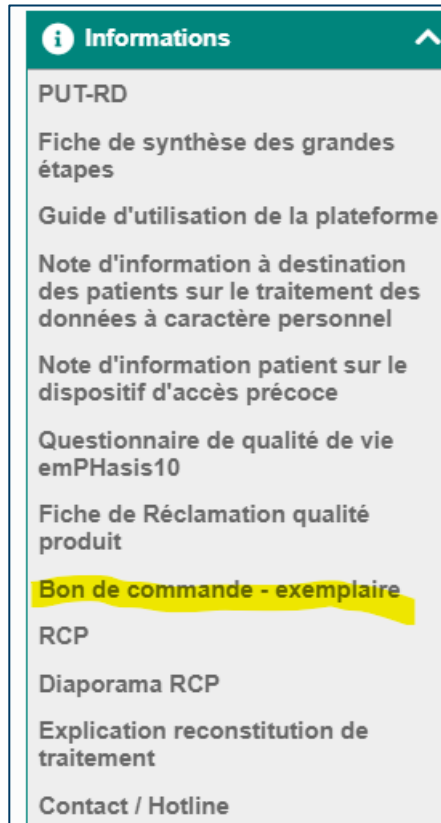 Informations
PUT-RD
Fiche de synthèse des grandes
étapes
Guide d'utilisation de la plateforme
Note d'information à destination
des patients sur le traitement des
données à caractère personnel
Note d'information patient sur le
dispositif d'accès précoce
Questionnaire de qualité de vie
emPHasis10
Fiche de Réclamation qualité
produit
Bon de commande - exemplaire
RCP
Diaporama RCP
Explication reconstitution de
traitement
Contact / Hotline